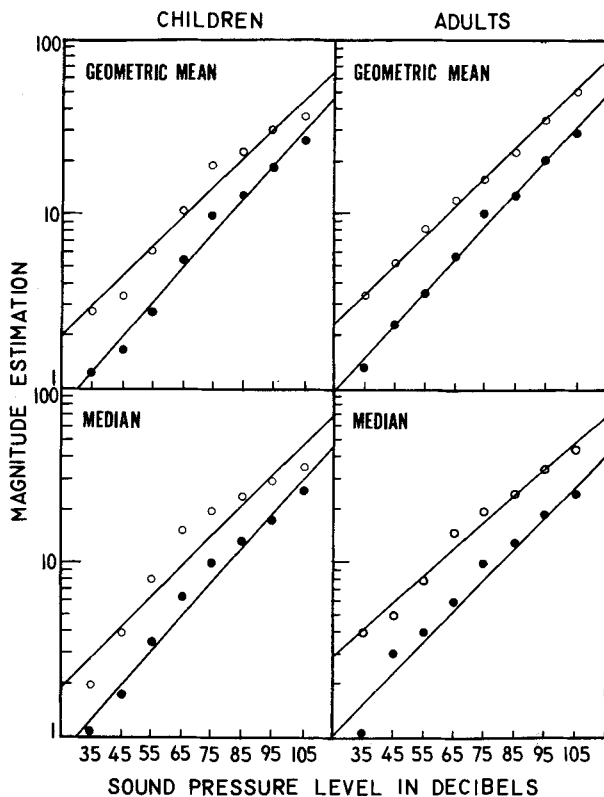 CHILDREN ADULTS
100
GEOMETRIC MEAN GEOMETRIC MEAN
10
1
MAGNITUDE ESTIMATION
100
MEDIAN MEDIAN
10
1
35 45 55 65 75 85 95 105 35 45 55 65 75 85 95 105
SOUND PRESSURE LEVEL IN DECIBELS